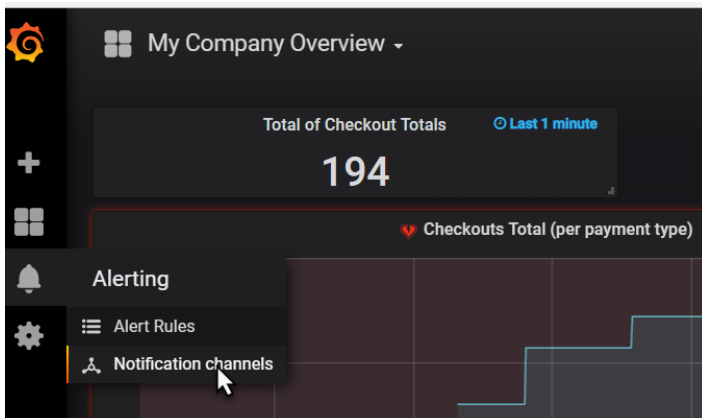 My Company Overview
Total of Checkout Totals
Last 1 minute
194
Checkouts Total (per payment type)
Alerting
Alert Rules
Notification channels